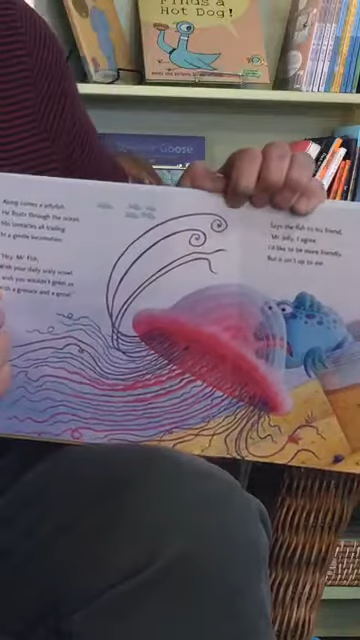 Finds a
Hot Dog!
Goose
Along comes a jellyfish.
He floats through the ocean,
His tentacles all trailing
In a gentle locomotion.
"Hey, Mr. Fish,
With your daily scaly scowl,
wish you wouldn't greet us
with a grimace and a growl!"
Says the fish to his friend,
"Mr. Jelly, I agree.
I'd like to be more friendly,
But it isn't up to me.